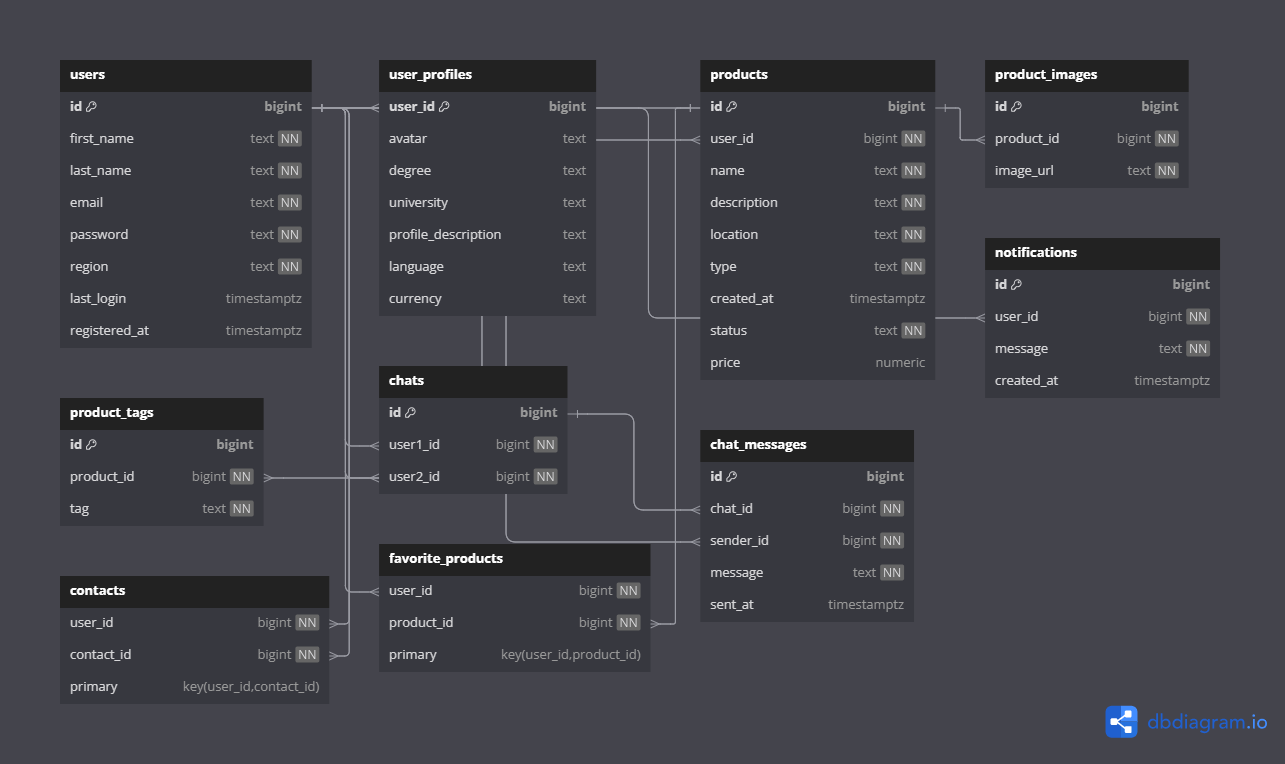 users
id bigint
first_name text NN
last_name text NN
email text NN
password text NN
region text NN
last_login timestamptz
registered_at timestamptz
user_profiles
user_id bigint
avatar text
degree text
university text
profile_description text
language text
currency text
products
id bigint
user_id bigint NN
name text NN
description text NN
location text NN
type text NN
created_at timestamptz
status text NN
price numeric
product_images
id bigint
product_id bigint NN
image_url text NN
notifications
id bigint
user_id bigint NN
message text NN
created_at timestamptz
product_tags
id bigint
product_id bigint NN
tag text NN
chats
id bigint
user1_id bigint NN
user2_id bigint NN
chat_messages
id bigint
chat_id bigint NN
sender_id bigint NN
message text NN
sent_at timestamptz
contacts
user_id bigint NN
contact_id bigint NN
primary key(user_id,contact_id)
favorite_products
user_id bigint NN
product_id bigint NN
primary key(user_id,product_id)
dbdiagram.io